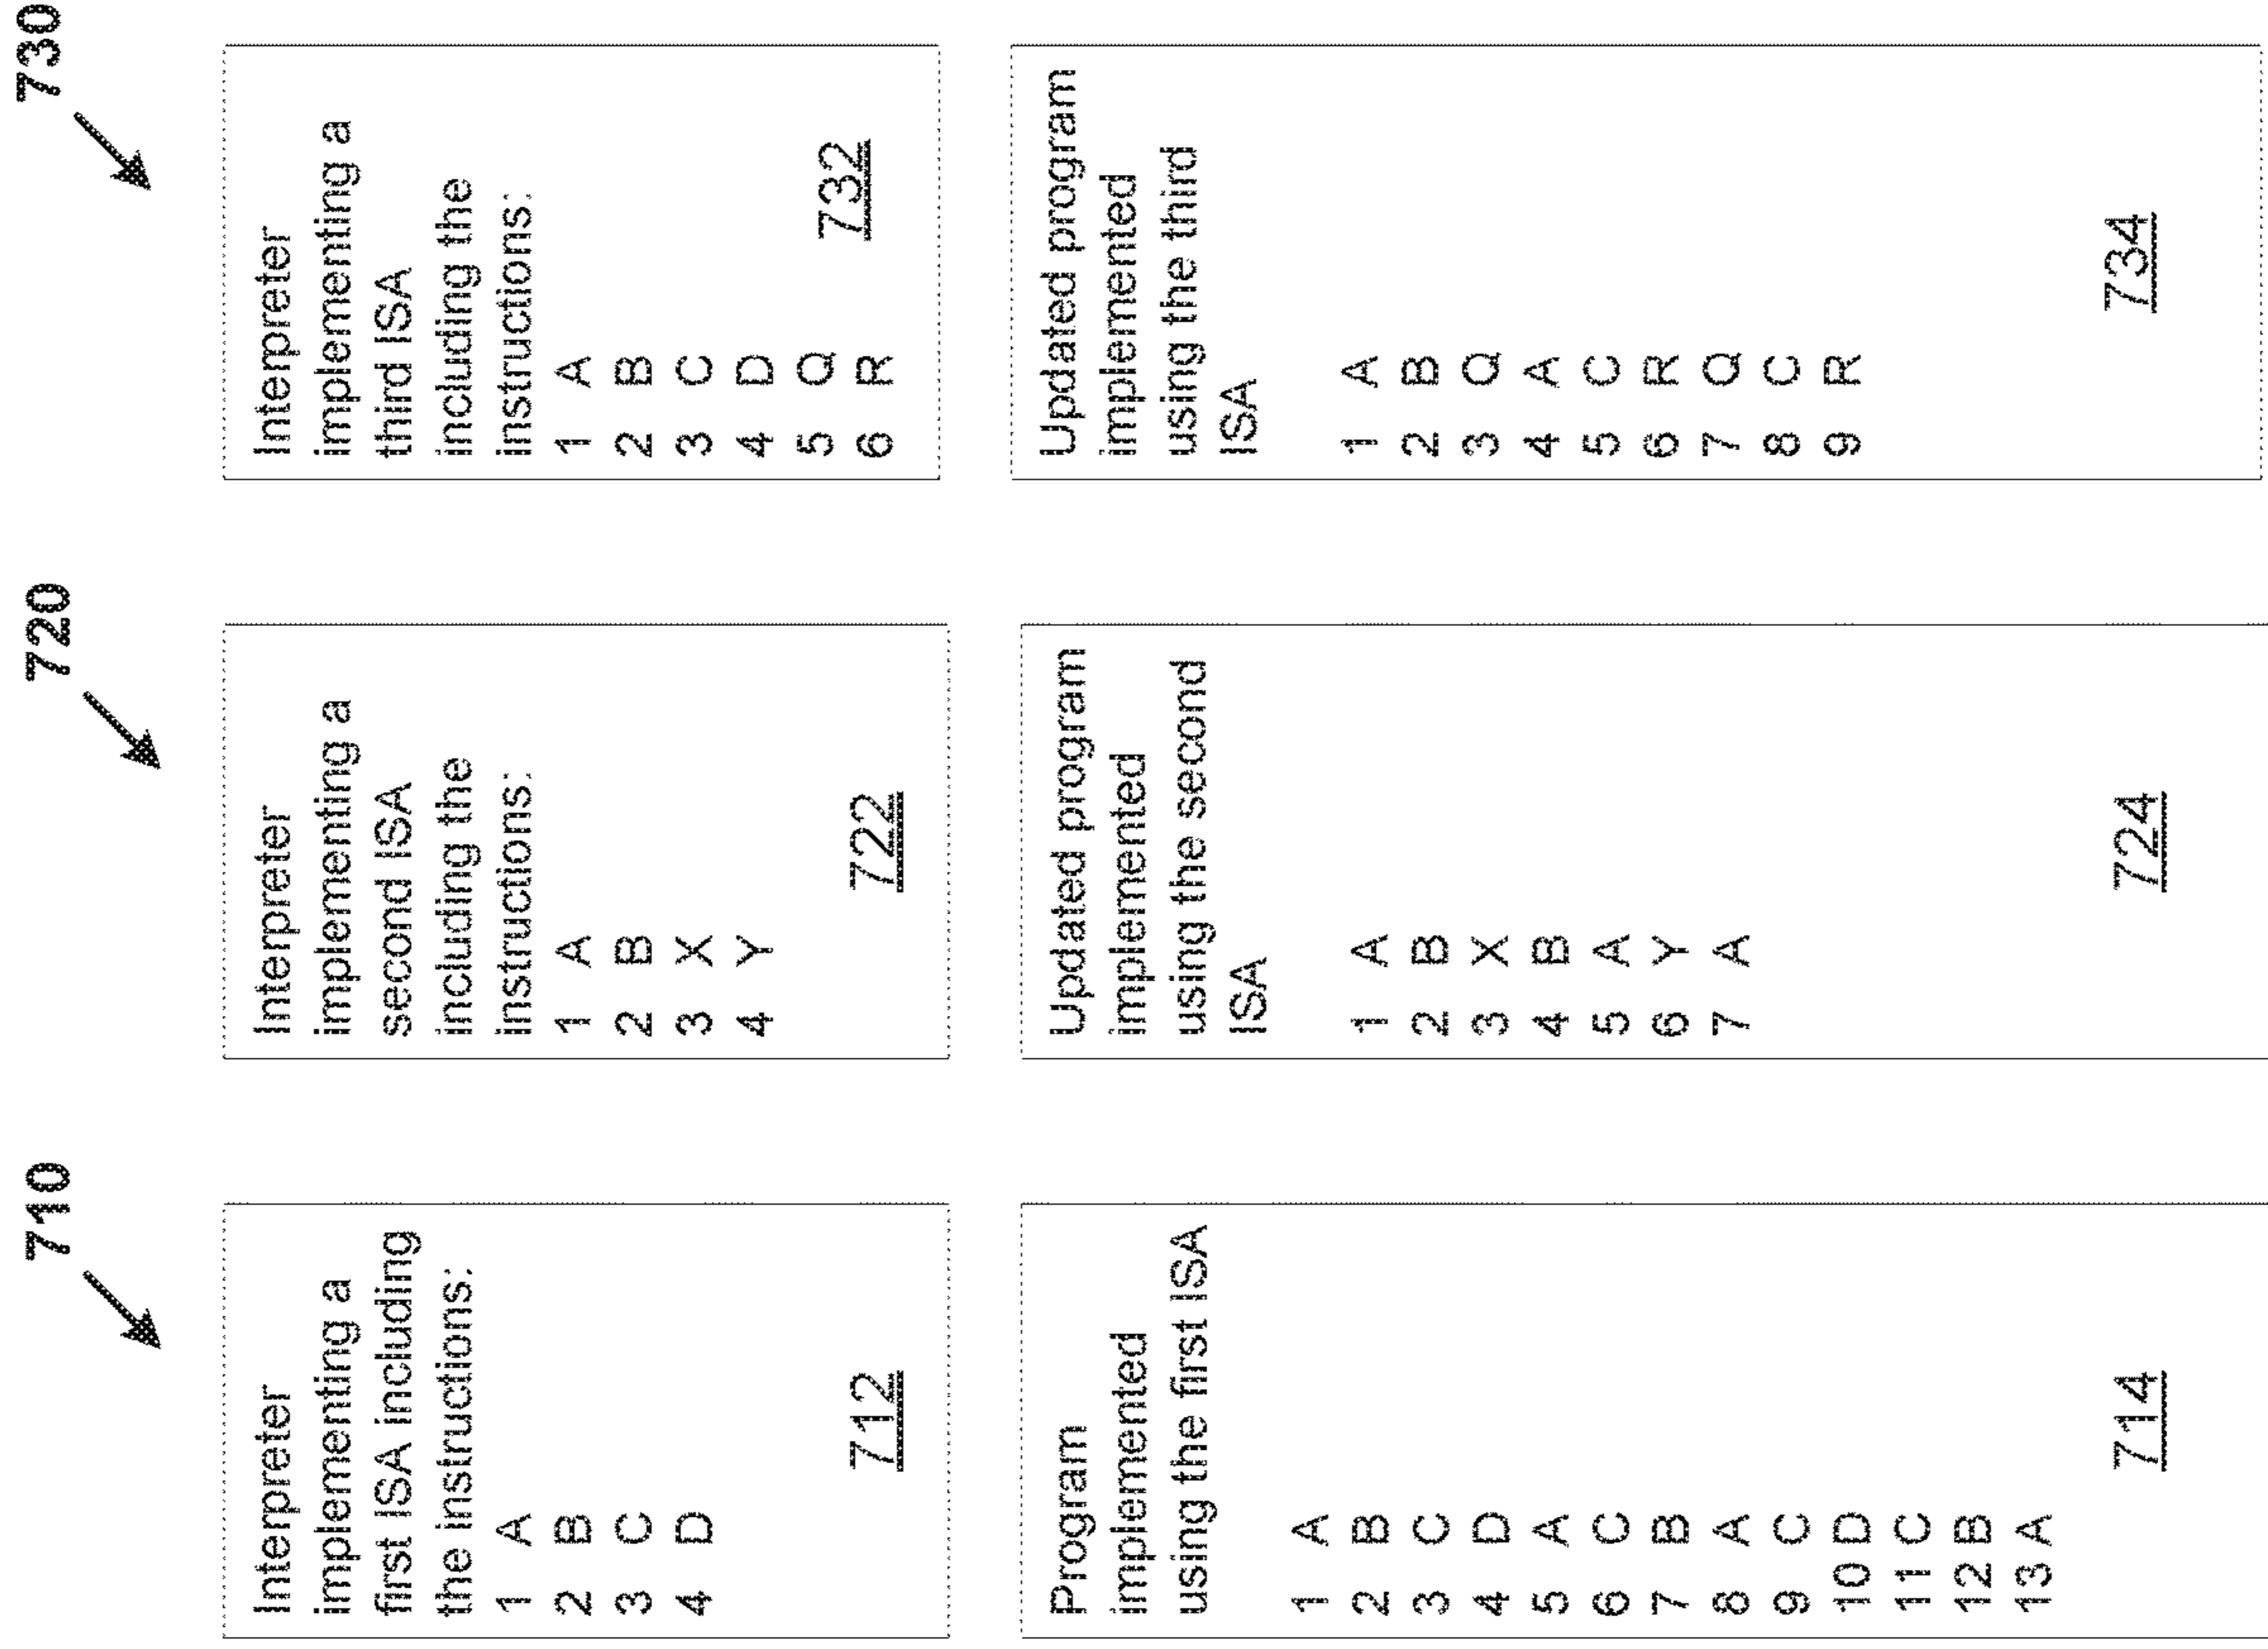 710
Interpreter
implementing a
first ISA including
the instructions:
1 A
2 B
3 C
4 D
712
Program
implemented
using the first ISA
1 A
2 B
3 C
4 D
5 A
6 C
7 B
8 A
9 C
10 D
11 C
12 B
13 A
714
720
Interpreter
implementing a
second ISA
including the
instructions:
1 A
2 B
3 X
4 Y
722
Updated program
implemented
using the second
ISA
1 A
2 B
3 X
4 B
5 A
6 Y
7 A
724
730
Interpreter
implementing a
third ISA
including the
instructions:
1 A
2 B
3 C
4 D
5 Q
6 R
732
Updated program
implemented
using the third
ISA
1 A
2 B
3 Q
4 A
5 C
6 R
7 Q
8 C
9 R
734